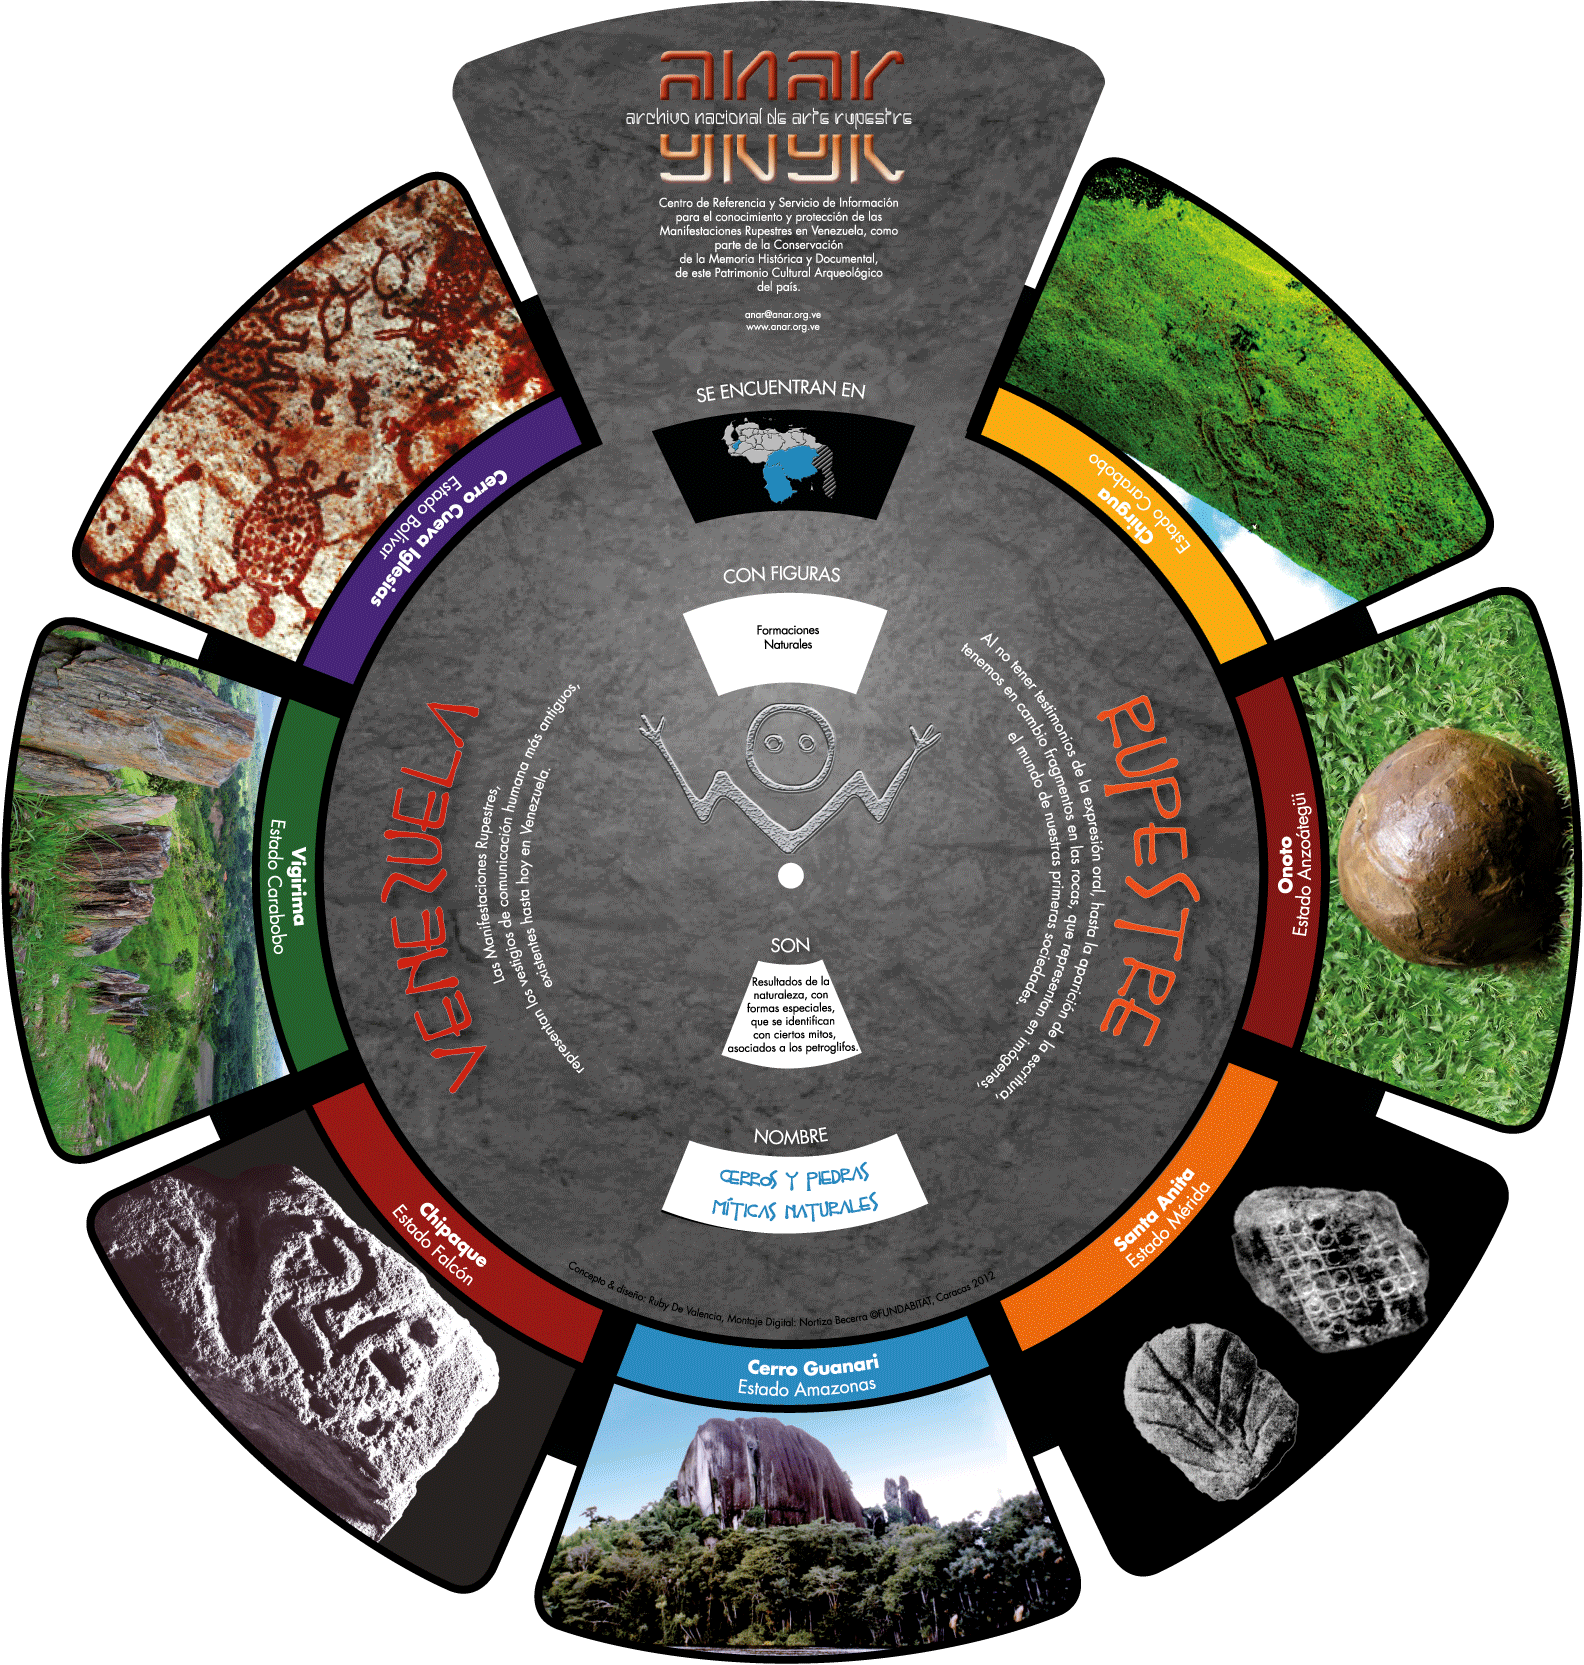 anar
archivo nacional de arte rupestre
Centro de Referencia y Servicio de Información
para el conocimiento y protección de las
Manifestaciones Rupestres en Venezuela, como
parte de la Conservación
de la Memoria Histórica y Documental,
de este Patrimonio Cultural Arqueológico
del país.
anar@anar.org.ve
www.anar.org.ve
SE ENCUENTRAN EN
CON FIGURAS
Formaciones
Naturales
SON
Resultados de la
naturaleza, con
formas especiales,
que se identifican
con ciertos mitos,
asociados a los petroglifos.
NOMBRE
CERROS Y PIEDRAS
MÍTICAS NATURALES
VENEZUELA
Las Manifestaciones Rupestres,
representan los vestigios de comunicación humana más antiguos,
existentes hasta hoy en Venezuela.
RUPESTRE
Al no tener testimonios de la expresión oral, hasta la aparición de la escritura,
tenemos en cambio fragmentos en las rocas, que representan en imágenes,
el mundo de nuestras primeras sociedades.
Concepto & diseño: Ruby De Valencia, Montaje Digital: Nortiza Becerra ©FUNDABITAT, Caracas 2012
Chirgua
Estado Carabobo
Onoto
Estado Anzoátegüi
Santa Anita
Estado Mérida
Cerro Guanari
Estado Amazonas
Chipaque
Estado Falcón
Vigirima
Estado Carabobo
Cerro Cueva Iglesias
Estado Bolívar